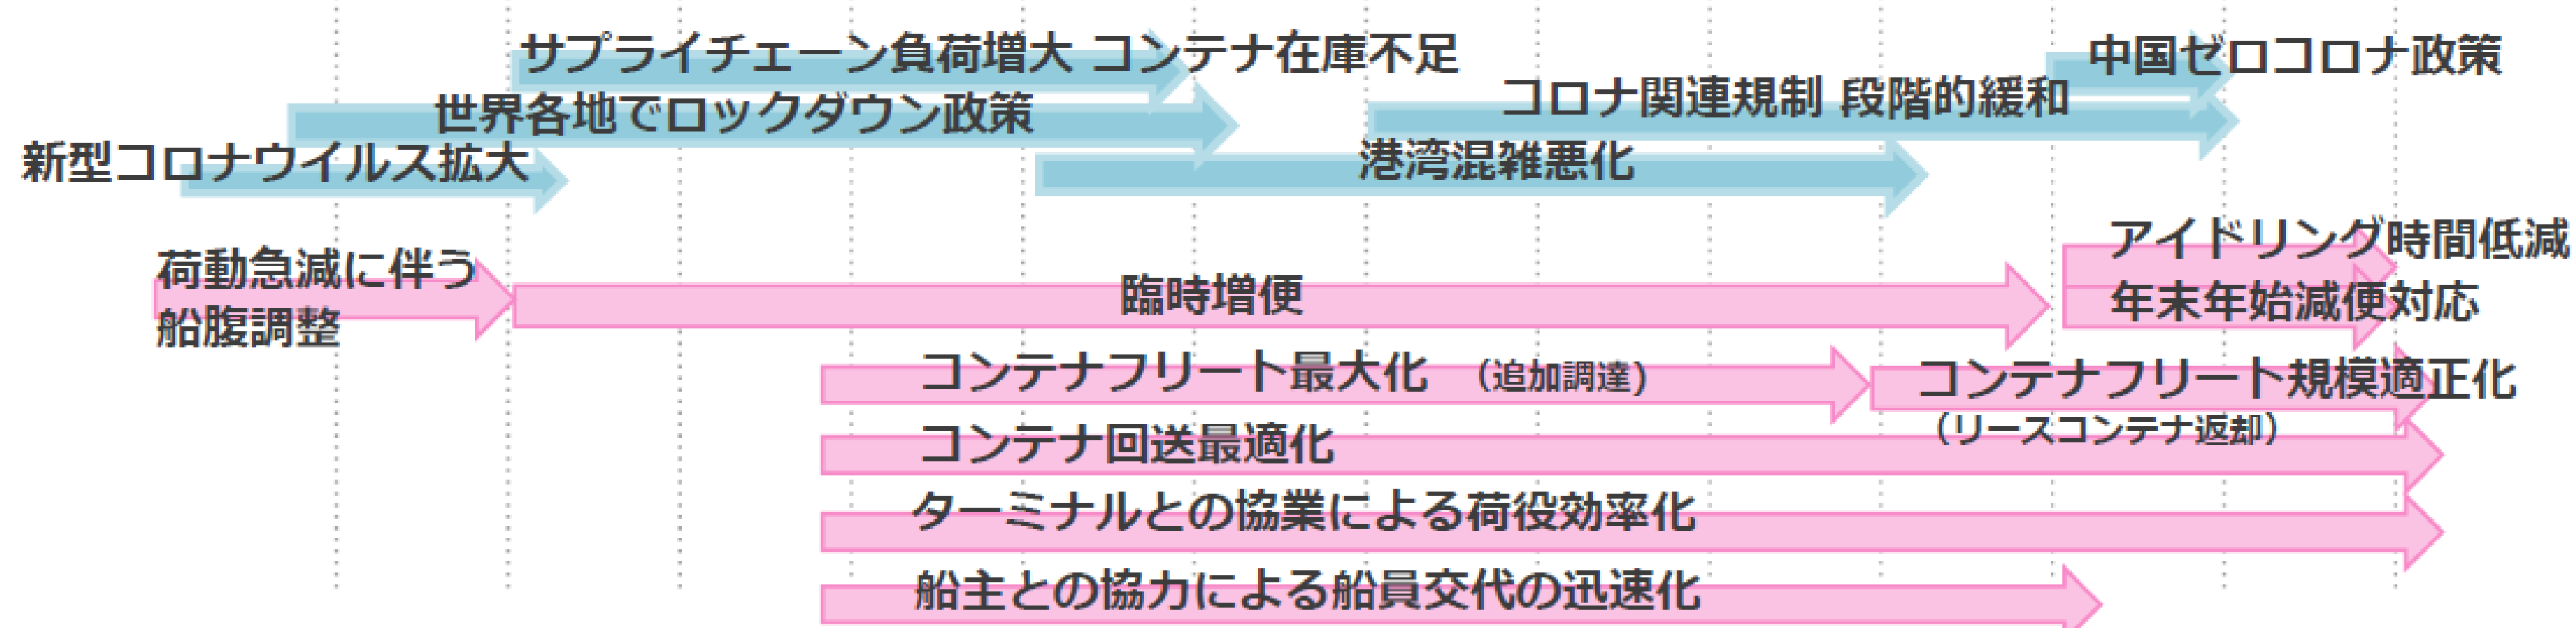 サプライチェーン負荷増大 コンテナ在庫不足
中国ゼロコロナ政策
世界各地でロックダウン政策
コロナ関連規制 段階的緩和
新型コロナウイルス拡大
港湾混雑悪化
荷動急減に伴う
船腹調整
臨時増便
アイドリング時間低減
年末年始減便対応
コンテナフリート最大化 （追加調達）
コンテナフリート規模適正化
（リースコンテナ返却）
コンテナ回送最適化
ターミナルとの協業による荷役効率化
船主との協力による船員交代の迅速化